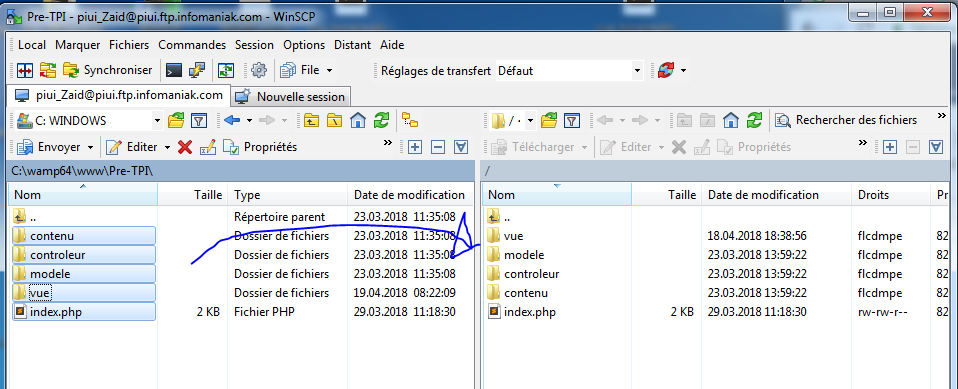 Pre-TPI - piui_Zaid@piui.ftp.infomaniak.com - WinSCP
Local Marquer Fichiers Commandes Session Options Distant Aide
Synchroniser File Réglages de transfert Défaut
piui_Zaid@piui.ftp.infomaniak.com Nouvelle session
C: WINDOWS / Rechercher des fichiers
Envoyer Editer Propriétés » Télécharger Editer Propriétés »
C:\wamp64\www\Pre-TPI\ /
Nom Taille Type Date de modification Nom Taille Date de modification Droits Pr
.. Répertoire parent 23.03.2018 11:35:08 ..
contenu Dossier de fichiers 23.03.2018 11:35:08 vue 18.04.2018 18:38:56 flcdmpe 82
controleur Dossier de fichiers 23.03.2018 11:35:08 modele 23.03.2018 13:59:22 flcdmpe 82
modele Dossier de fichiers 23.03.2018 11:35:08 controleur 23.03.2018 13:59:22 flcdmpe 82
vue Dossier de fichiers 19.04.2018 08:22:09 contenu 23.03.2018 13:59:22 flcdmpe 82
index.php 2 KB Fichier PHP 29.03.2018 11:18:30 index.php 2 KB 29.03.2018 11:18:30 rw-rw-r-- 82